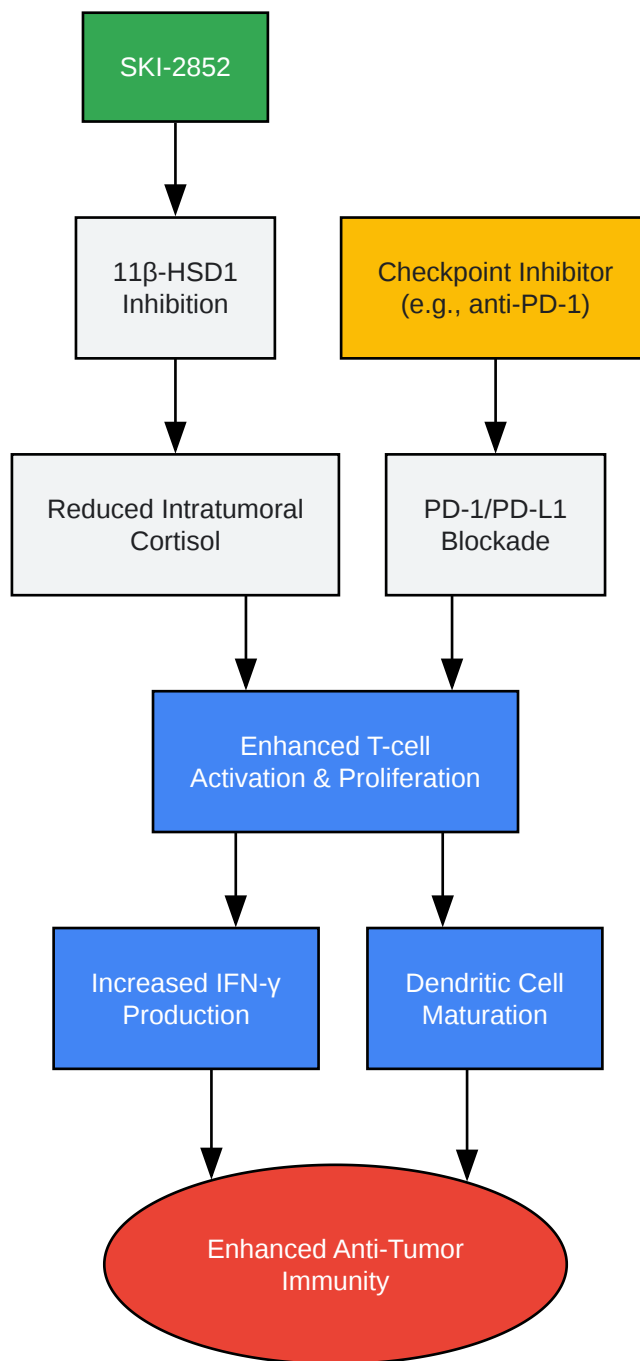 SKI-2852
11β-HSD1
Inhibition
Checkpoint Inhibitor
(e.g., anti-PD-1)
Reduced Intratumoral
Cortisol
PD-1/PD-L1
Blockade
Enhanced T-cell
Activation & Proliferation
Increased IFN-γ
Production
Dendritic Cell
Maturation
Enhanced Anti-Tumor
Immunity